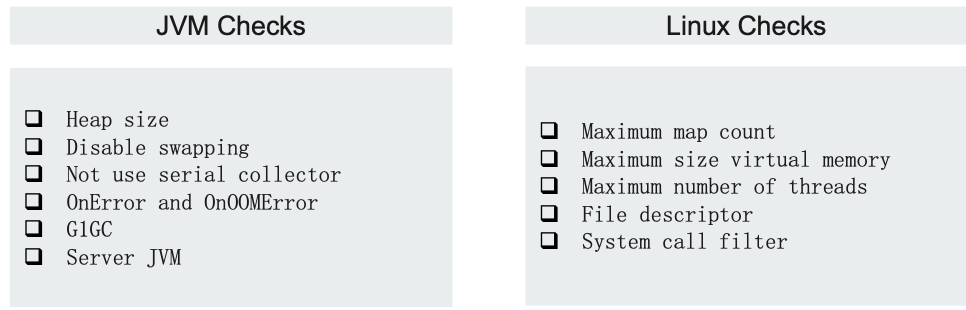 JVM Checks
Heap size
Disable swapping
Not use serial collector
OnError and OnOOMError
G1GC
Server JVM
Linux Checks
Maximum map count
Maximum size virtual memory
Maximum number of threads
File descriptor
System call filter